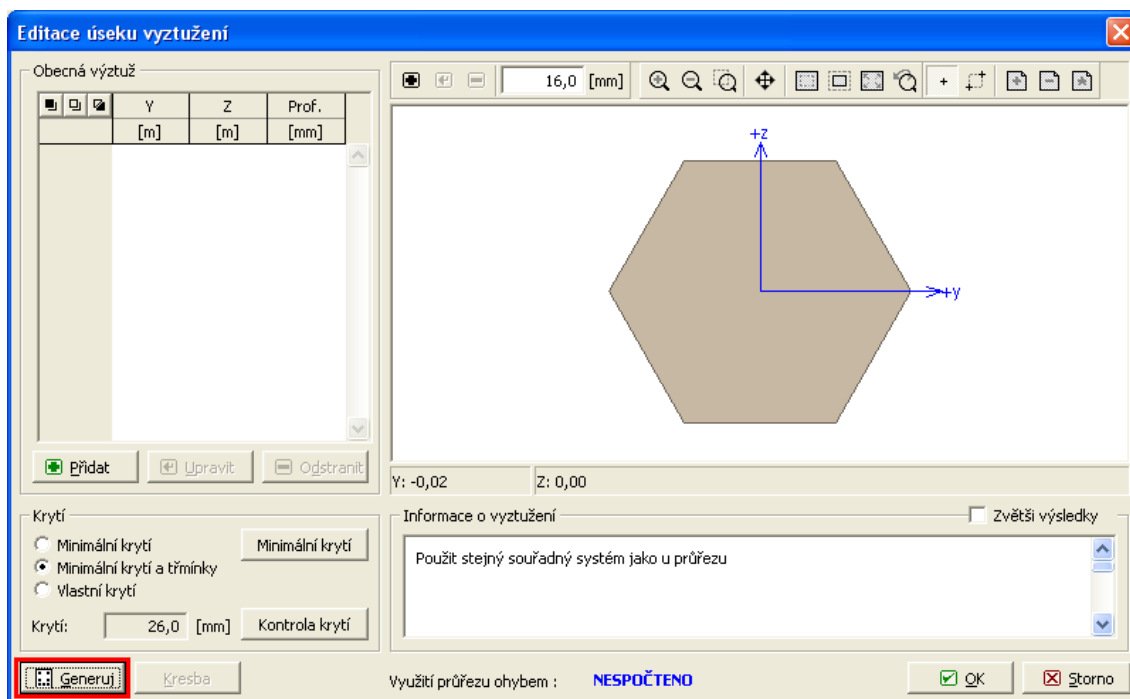 Editace úseku vyztužení
Obecná výztuž
Y Z Prof.
[m] [m] [mm]
Přidat Upravit Odstranit
16,0 [mm]
+z
+y
Y: -0,02 Z: 0,00
Krytí
Minimální krytí Minimální krytí
Minimální krytí a třmínky
Vlastní krytí
Krytí: 26,0 [mm] Kontrola krytí
Informace o vyztužení Zvětši výsledky
Použit stejný souřadný systém jako u průřezu
Generuj Kresba Využití průřezu ohybem : NESPOČTENO OK Storno